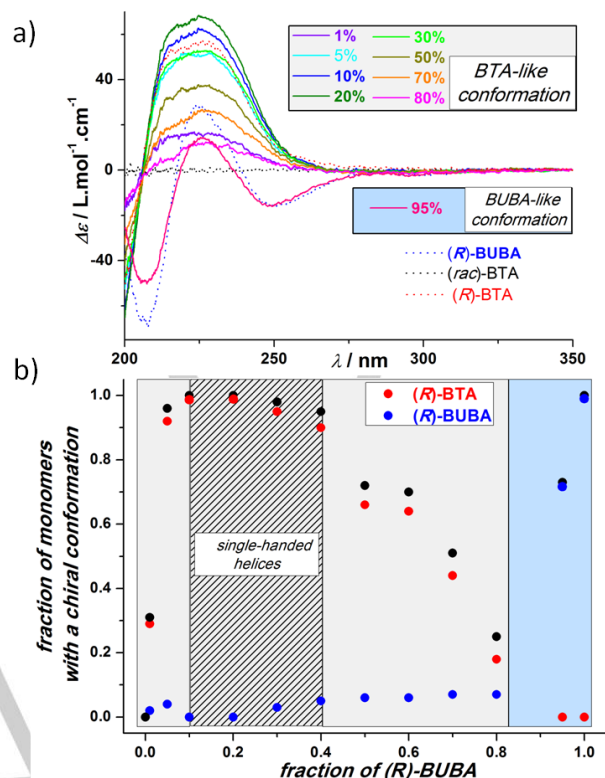 a)
1%
30%
5%
50%
10%
70%
20%
80%
BTA-like
conformation
95%
BUBA-like
conformation
(R)-BUBA
(rac)-BTA
(R)-BTA
Δε / L.mol⁻¹.cm⁻¹
40
0
-40
200
250
300
350
λ / nm
b)
(R)-BTA
(R)-BUBA
single-handed
helices
fraction of monomers
with a chiral conformation
1.0
0.8
0.6
0.4
0.2
0.0
0.0
0.2
0.4
0.6
0.8
1.0
fraction of (R)-BUBA